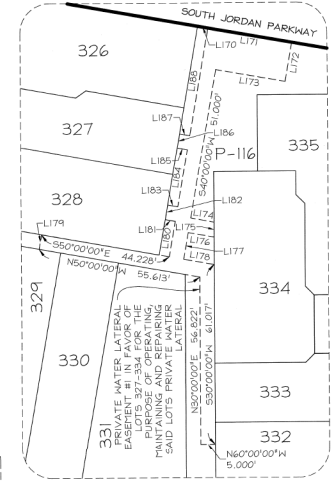 SOUTH JORDAN PARKWAY
L170
L171
L172
L173
326
L188
51.000'
L187
L186
327
P-116
335
L185
L184
S40°00'00"W
L183
328
L182
L174
L175
L181
L180
L179
L176
L177
L178
S50°00'00"E
44.228'
N50°00'00"W
55.613'
329
330
331
PRIVATE WATER LATERAL
EASEMENT #1 IN FAVOR OF
LOTS 327-334 FOR THE
PURPOSE OF OPERATING,
MAINTAINING AND REPAIRING
SAID LOTS PRIVATE WATER
LATERAL
N30°00'00"E 56.822'
S30°00'00"W 61.017'
334
333
332
N60°00'00"W
5.000'